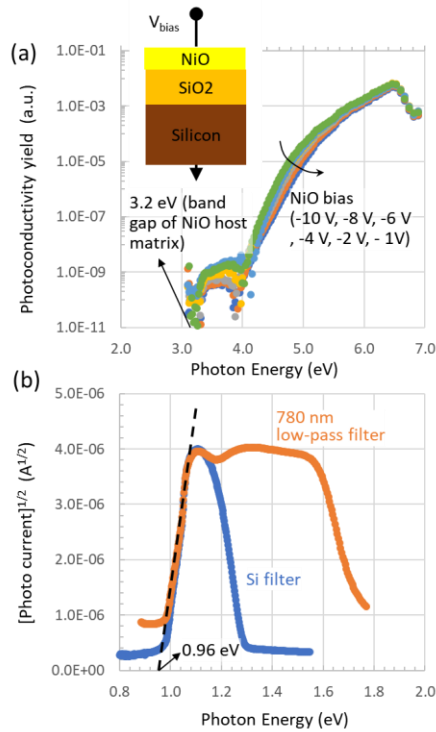 V_bias
(a)
NiO
SiO2
Silicon
Photoconductivity yield (a.u.)
1.0E-01
1.0E-03
1.0E-05
1.0E-07
1.0E-09
1.0E-11
3.2 eV (band
gap of NiO host
matrix)
NiO bias
(-10 V, -8 V, -6 V
, -4 V, -2 V, - 1V)
2.0 3.0 4.0 5.0 6.0 7.0
Photon Energy (eV)
(b)
[Photo current]^1/2 (A^1/2)
5.0E-06
4.0E-06
3.0E-06
2.0E-06
1.0E-06
0.0E+00
780 nm
low-pass filter
Si filter
0.96 eV
0.8 1.0 1.2 1.4 1.6 1.8 2.0
Photon Energy (eV)